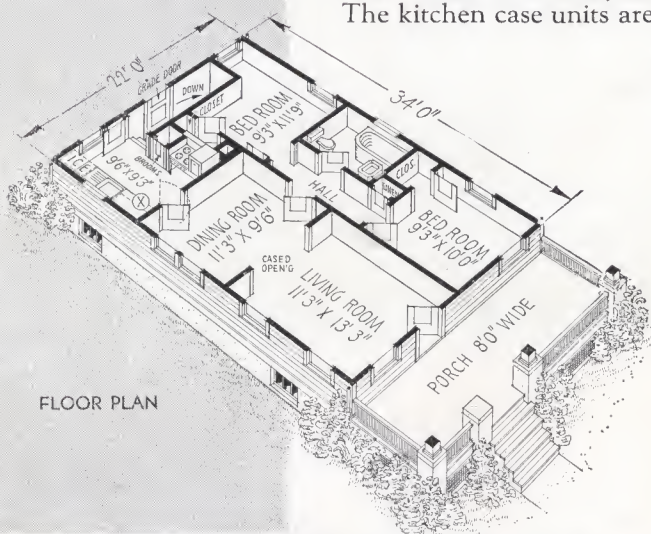 The kitchen case units are
22'0"
34'0"
GRADE DOOR
DOWN
CLOSET
BED ROOM
9'3" X 11'9"
ICE
9'6" X 9'3"
BROOMS
X
HALL
CLOS.
LINEN
DINING ROOM
11'3" X 9'6"
CASED
OPEN'G
BED ROOM
9'3" X 10'0"
LIVING ROOM
11'3" X 13'3"
PORCH 8'0" WIDE
FLOOR PLAN